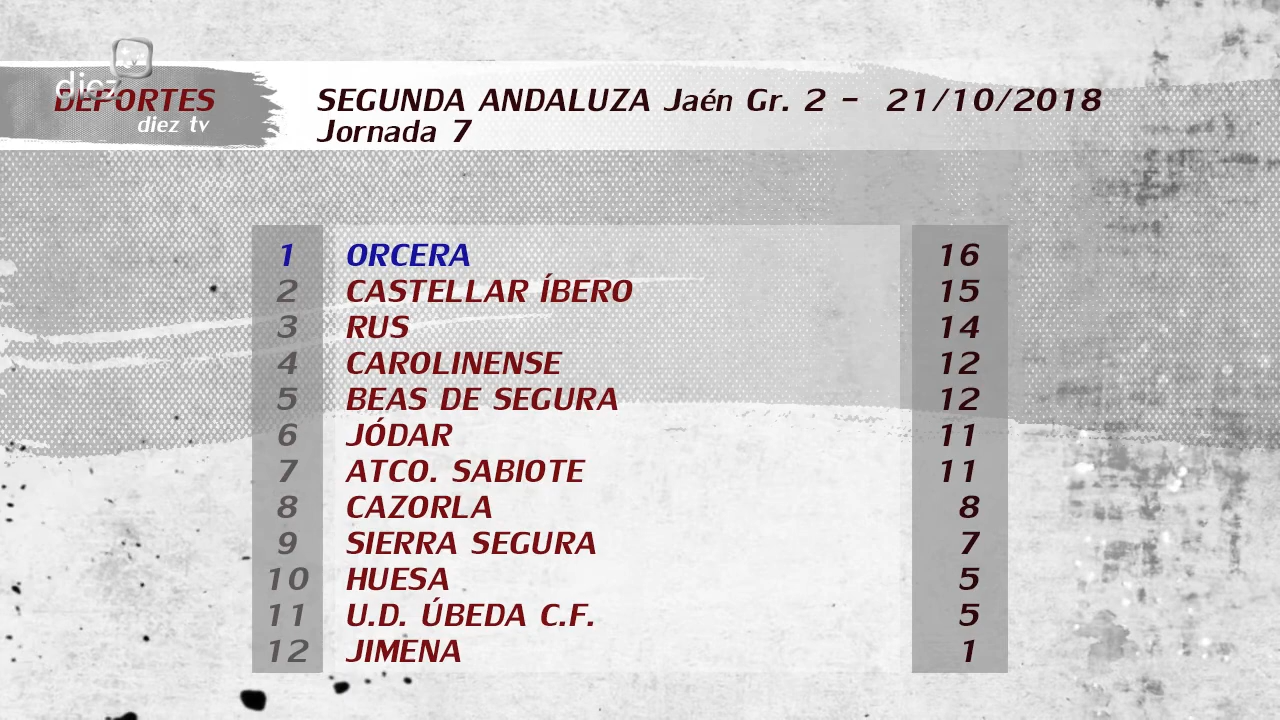 diez
DEPORTES
diez tv
SEGUNDA ANDALUZA Jaén Gr. 2 - 21/10/2018
Jornada 7
1 ORCERA 16
2 CASTELLAR ÍBERO 15
3 RUS 14
4 CAROLINENSE 12
5 BEAS DE SEGURA 12
6 JÓDAR 11
7 ATCO. SABIOTE 11
8 CAZORLA 8
9 SIERRA SEGURA 7
10 HUESA 5
11 U.D. ÚBEDA C.F. 5
12 JIMENA 1